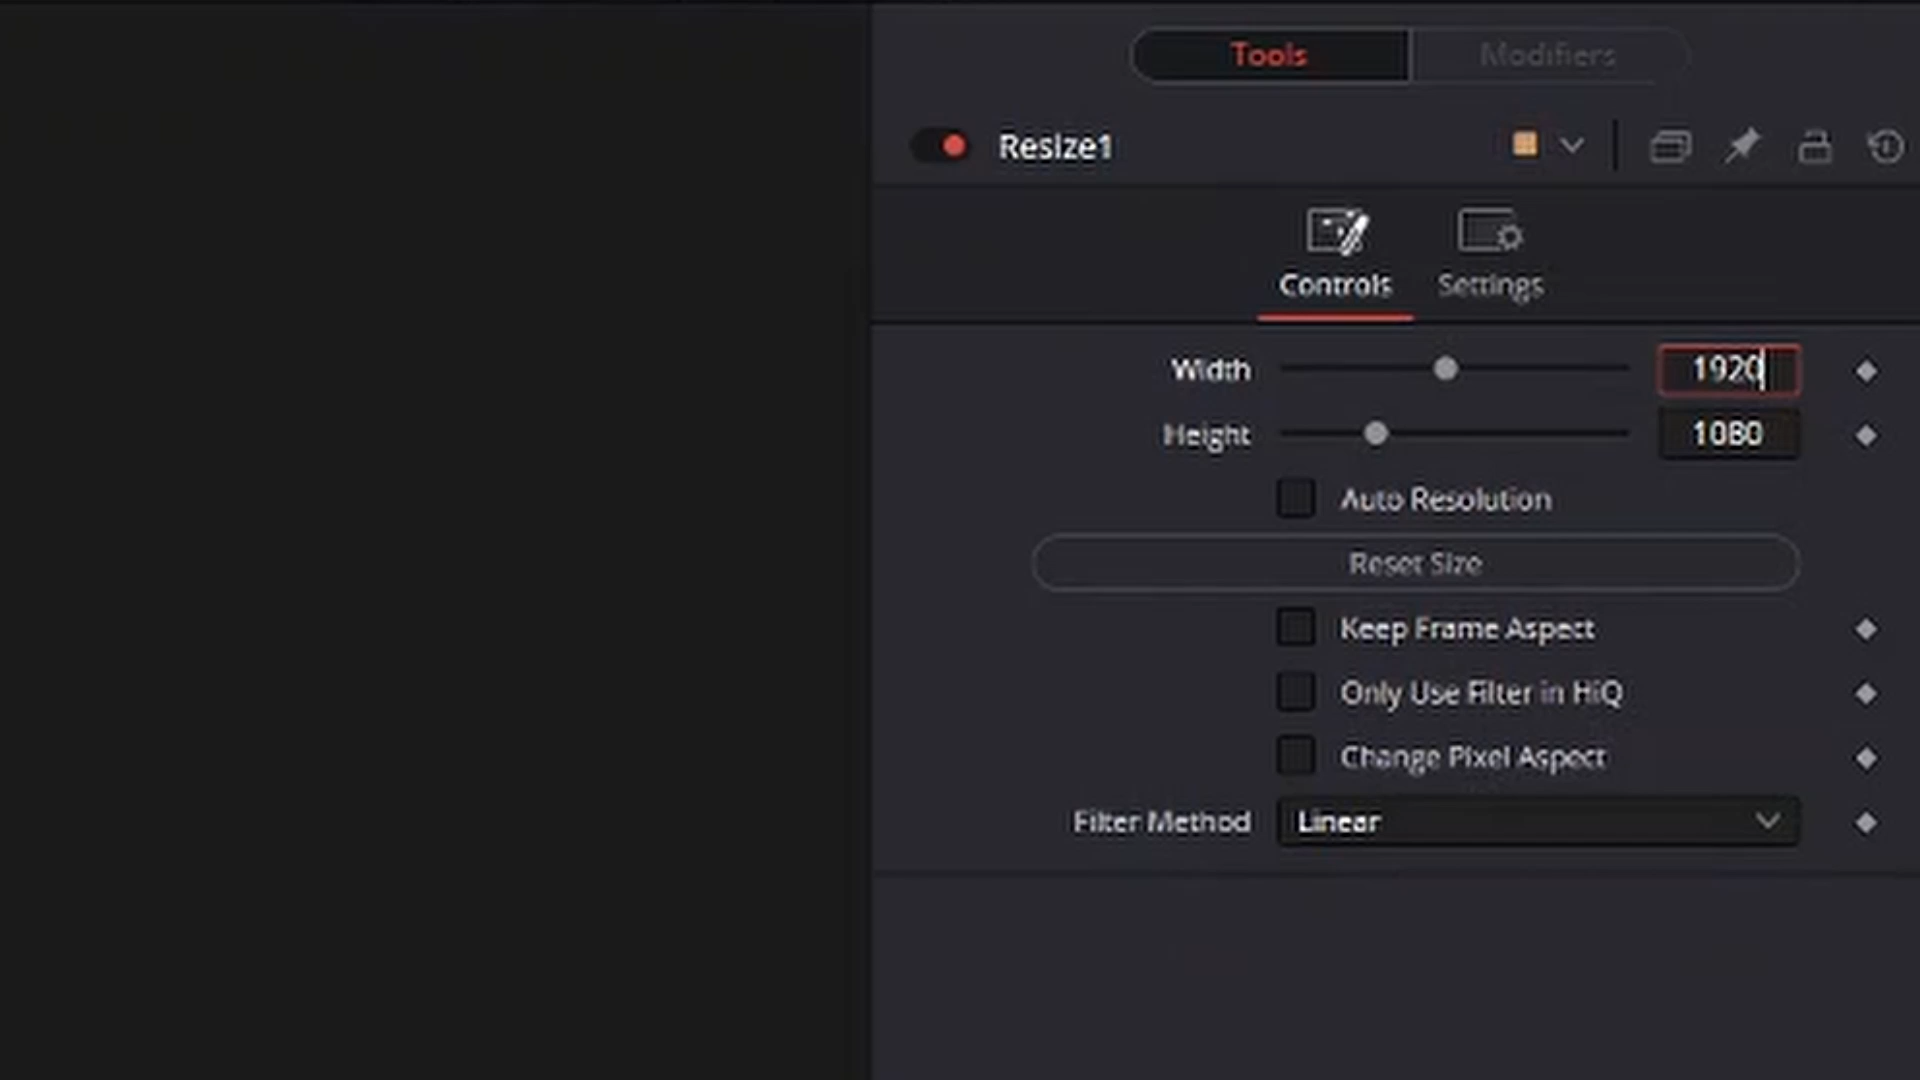 Tools Modifiers
Resize1
Controls Settings
Width 1920
Height 1080
Auto Resolution
Reset Size
Keep Frame Aspect
Only Use Filter in HiQ
Change Pixel Aspect
Filter Method Linear